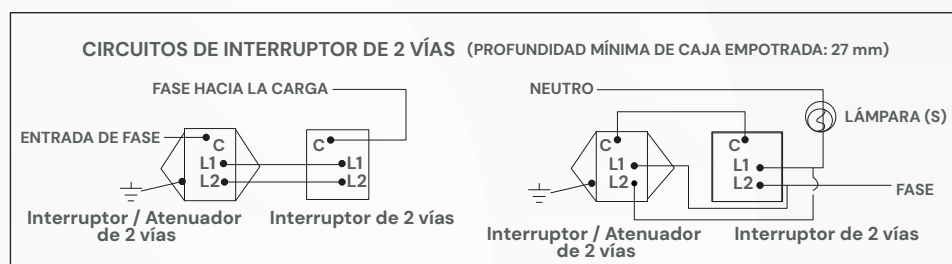 CIRCUITOS DE INTERRUPTOR DE 2 VÍAS (PROFUNDIDAD MÍNIMA DE CAJA EMPOTRADA: 27 mm)
FASE HACIA LA CARGA
ENTRADA DE FASE
C
L1
L2
C
L1
L2
Interruptor / Atenuador
de 2 vías
Interruptor de 2 vías
NEUTRO
LÁMPARA (S)
C
L1
L2
C
L1
L2
FASE
Interruptor / Atenuador
de 2 vías
Interruptor de 2 vías